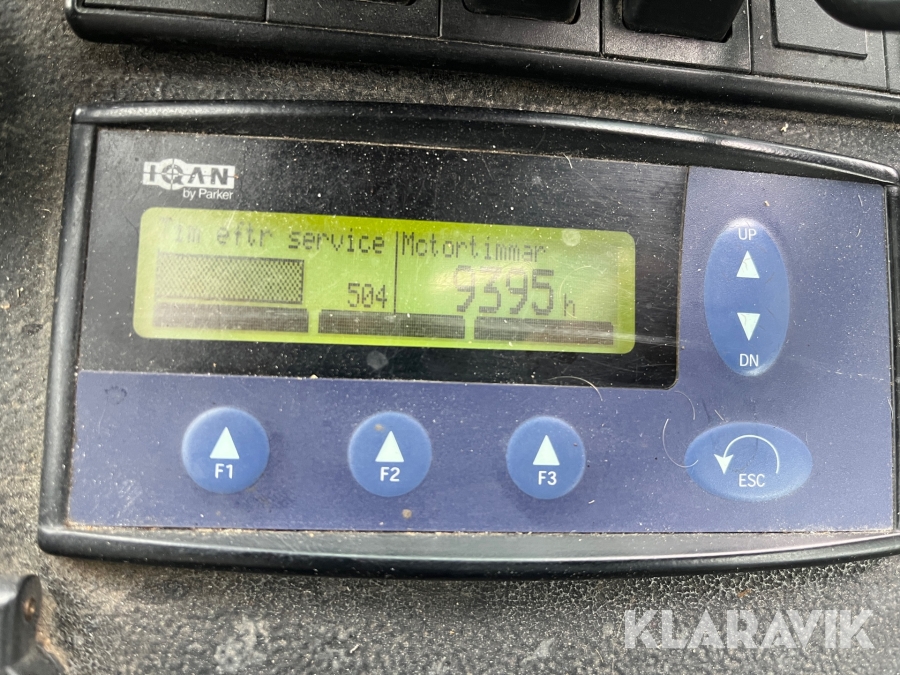 IQAN
by Parker
Tim eftr service
Motortimmar
504
9395 h
UP
DN
F1
F2
F3
ESC
KLARAVIK